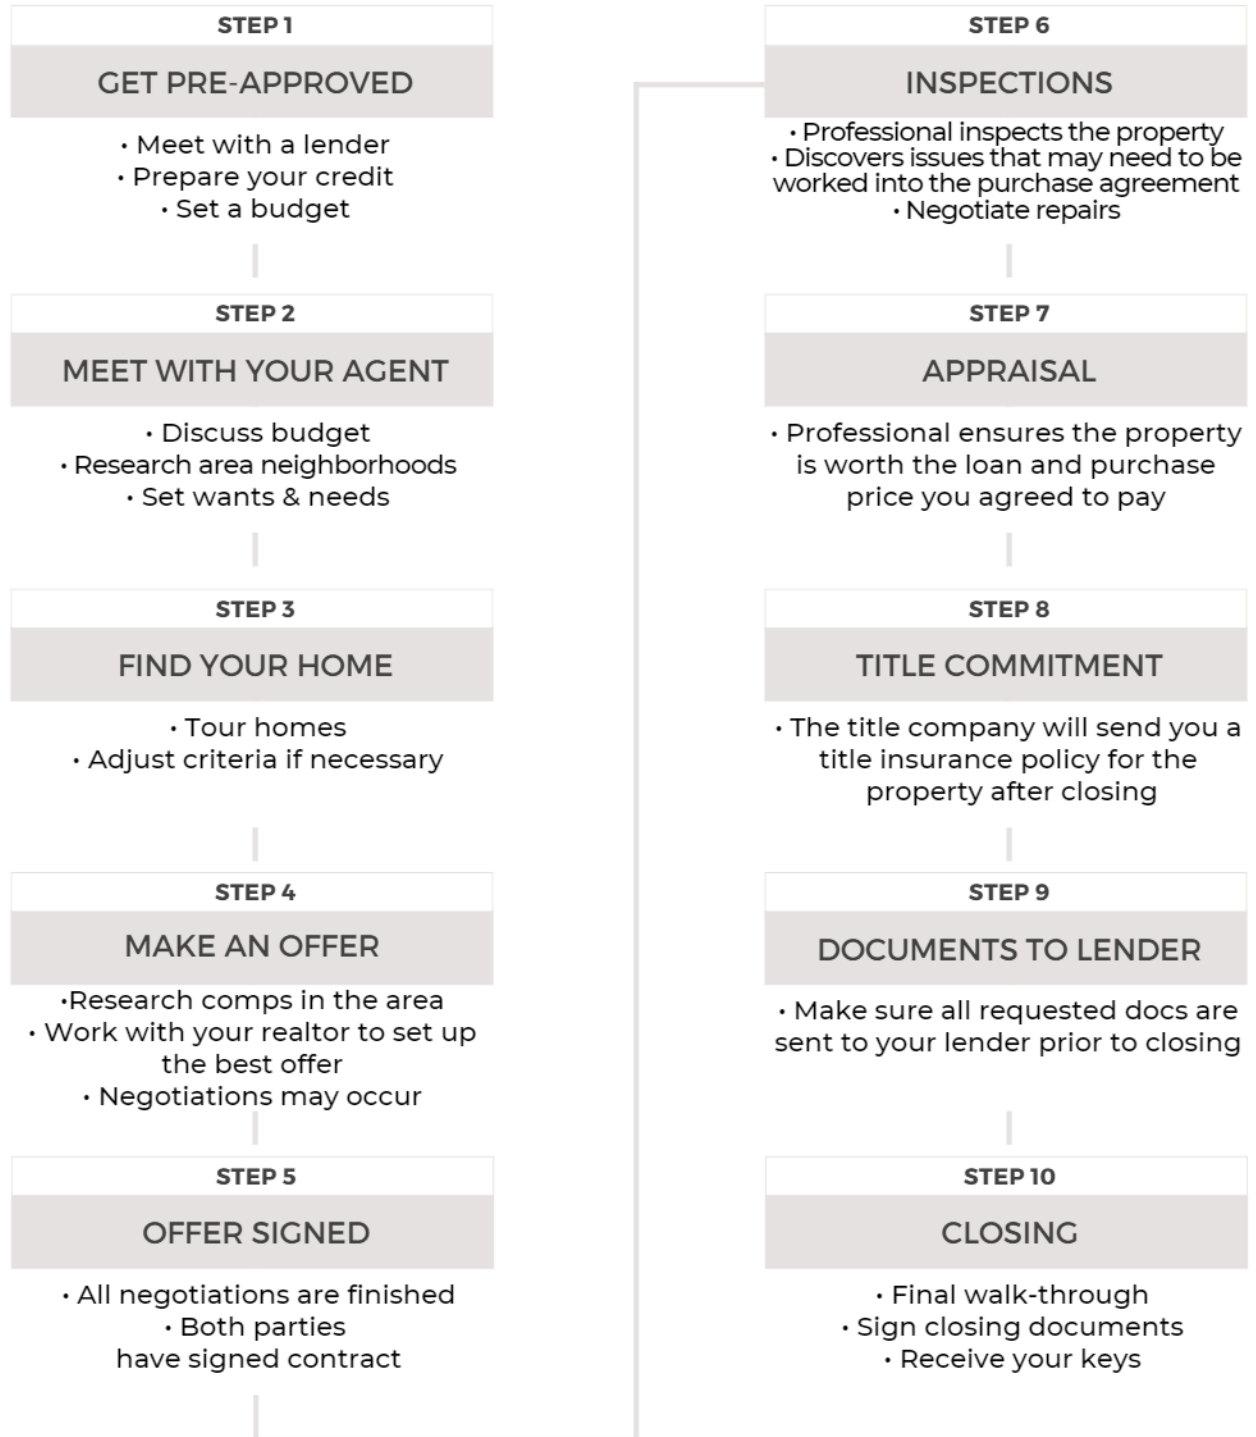 STEP 1
GET PRE-APPROVED
• Meet with a lender
• Prepare your credit
• Set a budget
STEP 2
MEET WITH YOUR AGENT
• Discuss budget
• Research area neighborhoods
• Set wants & needs
STEP 3
FIND YOUR HOME
• Tour homes
• Adjust criteria if necessary
STEP 4
MAKE AN OFFER
•Research comps in the area
• Work with your realtor to set up
the best offer
• Negotiations may occur
STEP 5
OFFER SIGNED
• All negotiations are finished
• Both parties
have signed contract
STEP 6
INSPECTIONS
• Professional inspects the property
• Discovers issues that may need to be
worked into the purchase agreement
• Negotiate repairs
STEP 7
APPRAISAL
• Professional ensures the property
is worth the loan and purchase
price you agreed to pay
STEP 8
TITLE COMMITMENT
• The title company will send you a
title insurance policy for the
property after closing
STEP 9
DOCUMENTS TO LENDER
• Make sure all requested docs are
sent to your lender prior to closing
STEP 10
CLOSING
• Final walk-through
• Sign closing documents
• Receive your keys